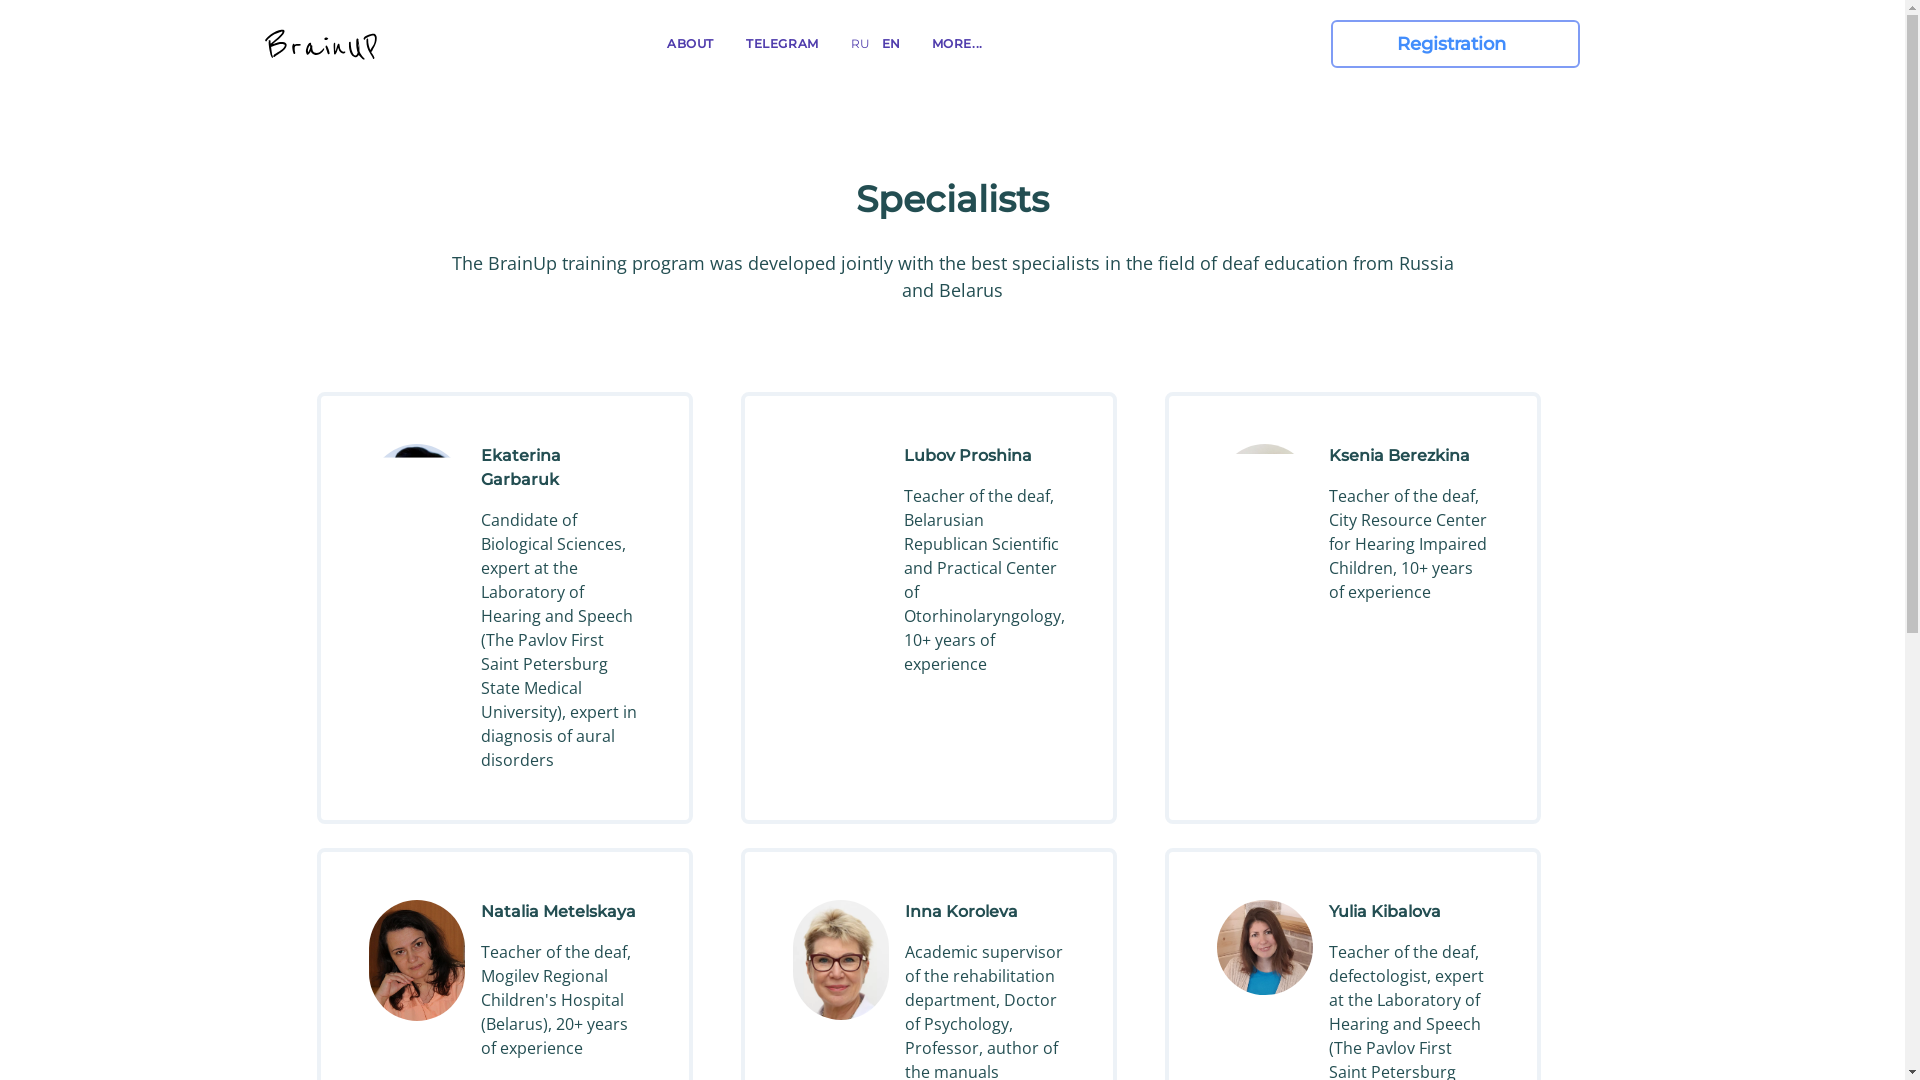 BrainUP
ABOUT
TELEGRAM
RU
EN
MORE...
Registration
Specialists
The BrainUp training program was developed jointly with the best specialists in the field of deaf education from Russia
and Belarus
Ekaterina
Garbaruk
Candidate of
Biological Sciences,
expert at the
Laboratory of
Hearing and Speech
(The Pavlov First
Saint Petersburg
State Medical
University), expert in
diagnosis of aural
disorders
Lubov Proshina
Teacher of the deaf,
Belarusian
Republican Scientific
and Practical Center
of
Otorhinolaryngology,
10+ years of
experience
Ksenia Berezkina
Teacher of the deaf,
City Resource Center
for Hearing Impaired
Children, 10+ years
of experience
Natalia Metelskaya
Teacher of the deaf,
Mogilev Regional
Children's Hospital
(Belarus), 20+ years
of experience
Inna Koroleva
Academic supervisor
of the rehabilitation
department, Doctor
of Psychology,
Professor, author of
the manuals
Yulia Kibalova
Teacher of the deaf,
defectologist, expert
at the Laboratory of
Hearing and Speech
(The Pavlov First
Saint Petersburg